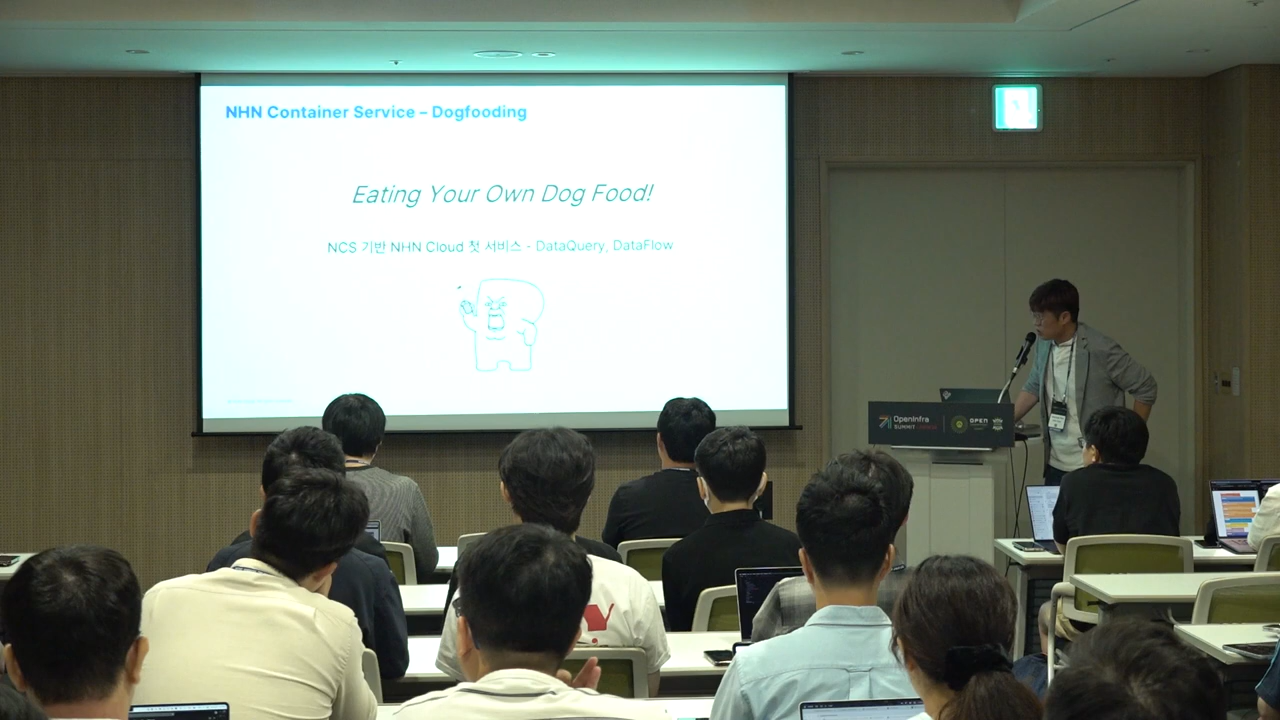 NHN Container Service – Dogfooding
Eating Your Own Dog Food!
NCS 기반 NHN Cloud 첫 서비스 - DataQuery, DataFlow
OpenInfra
SUMMIT
OPEN